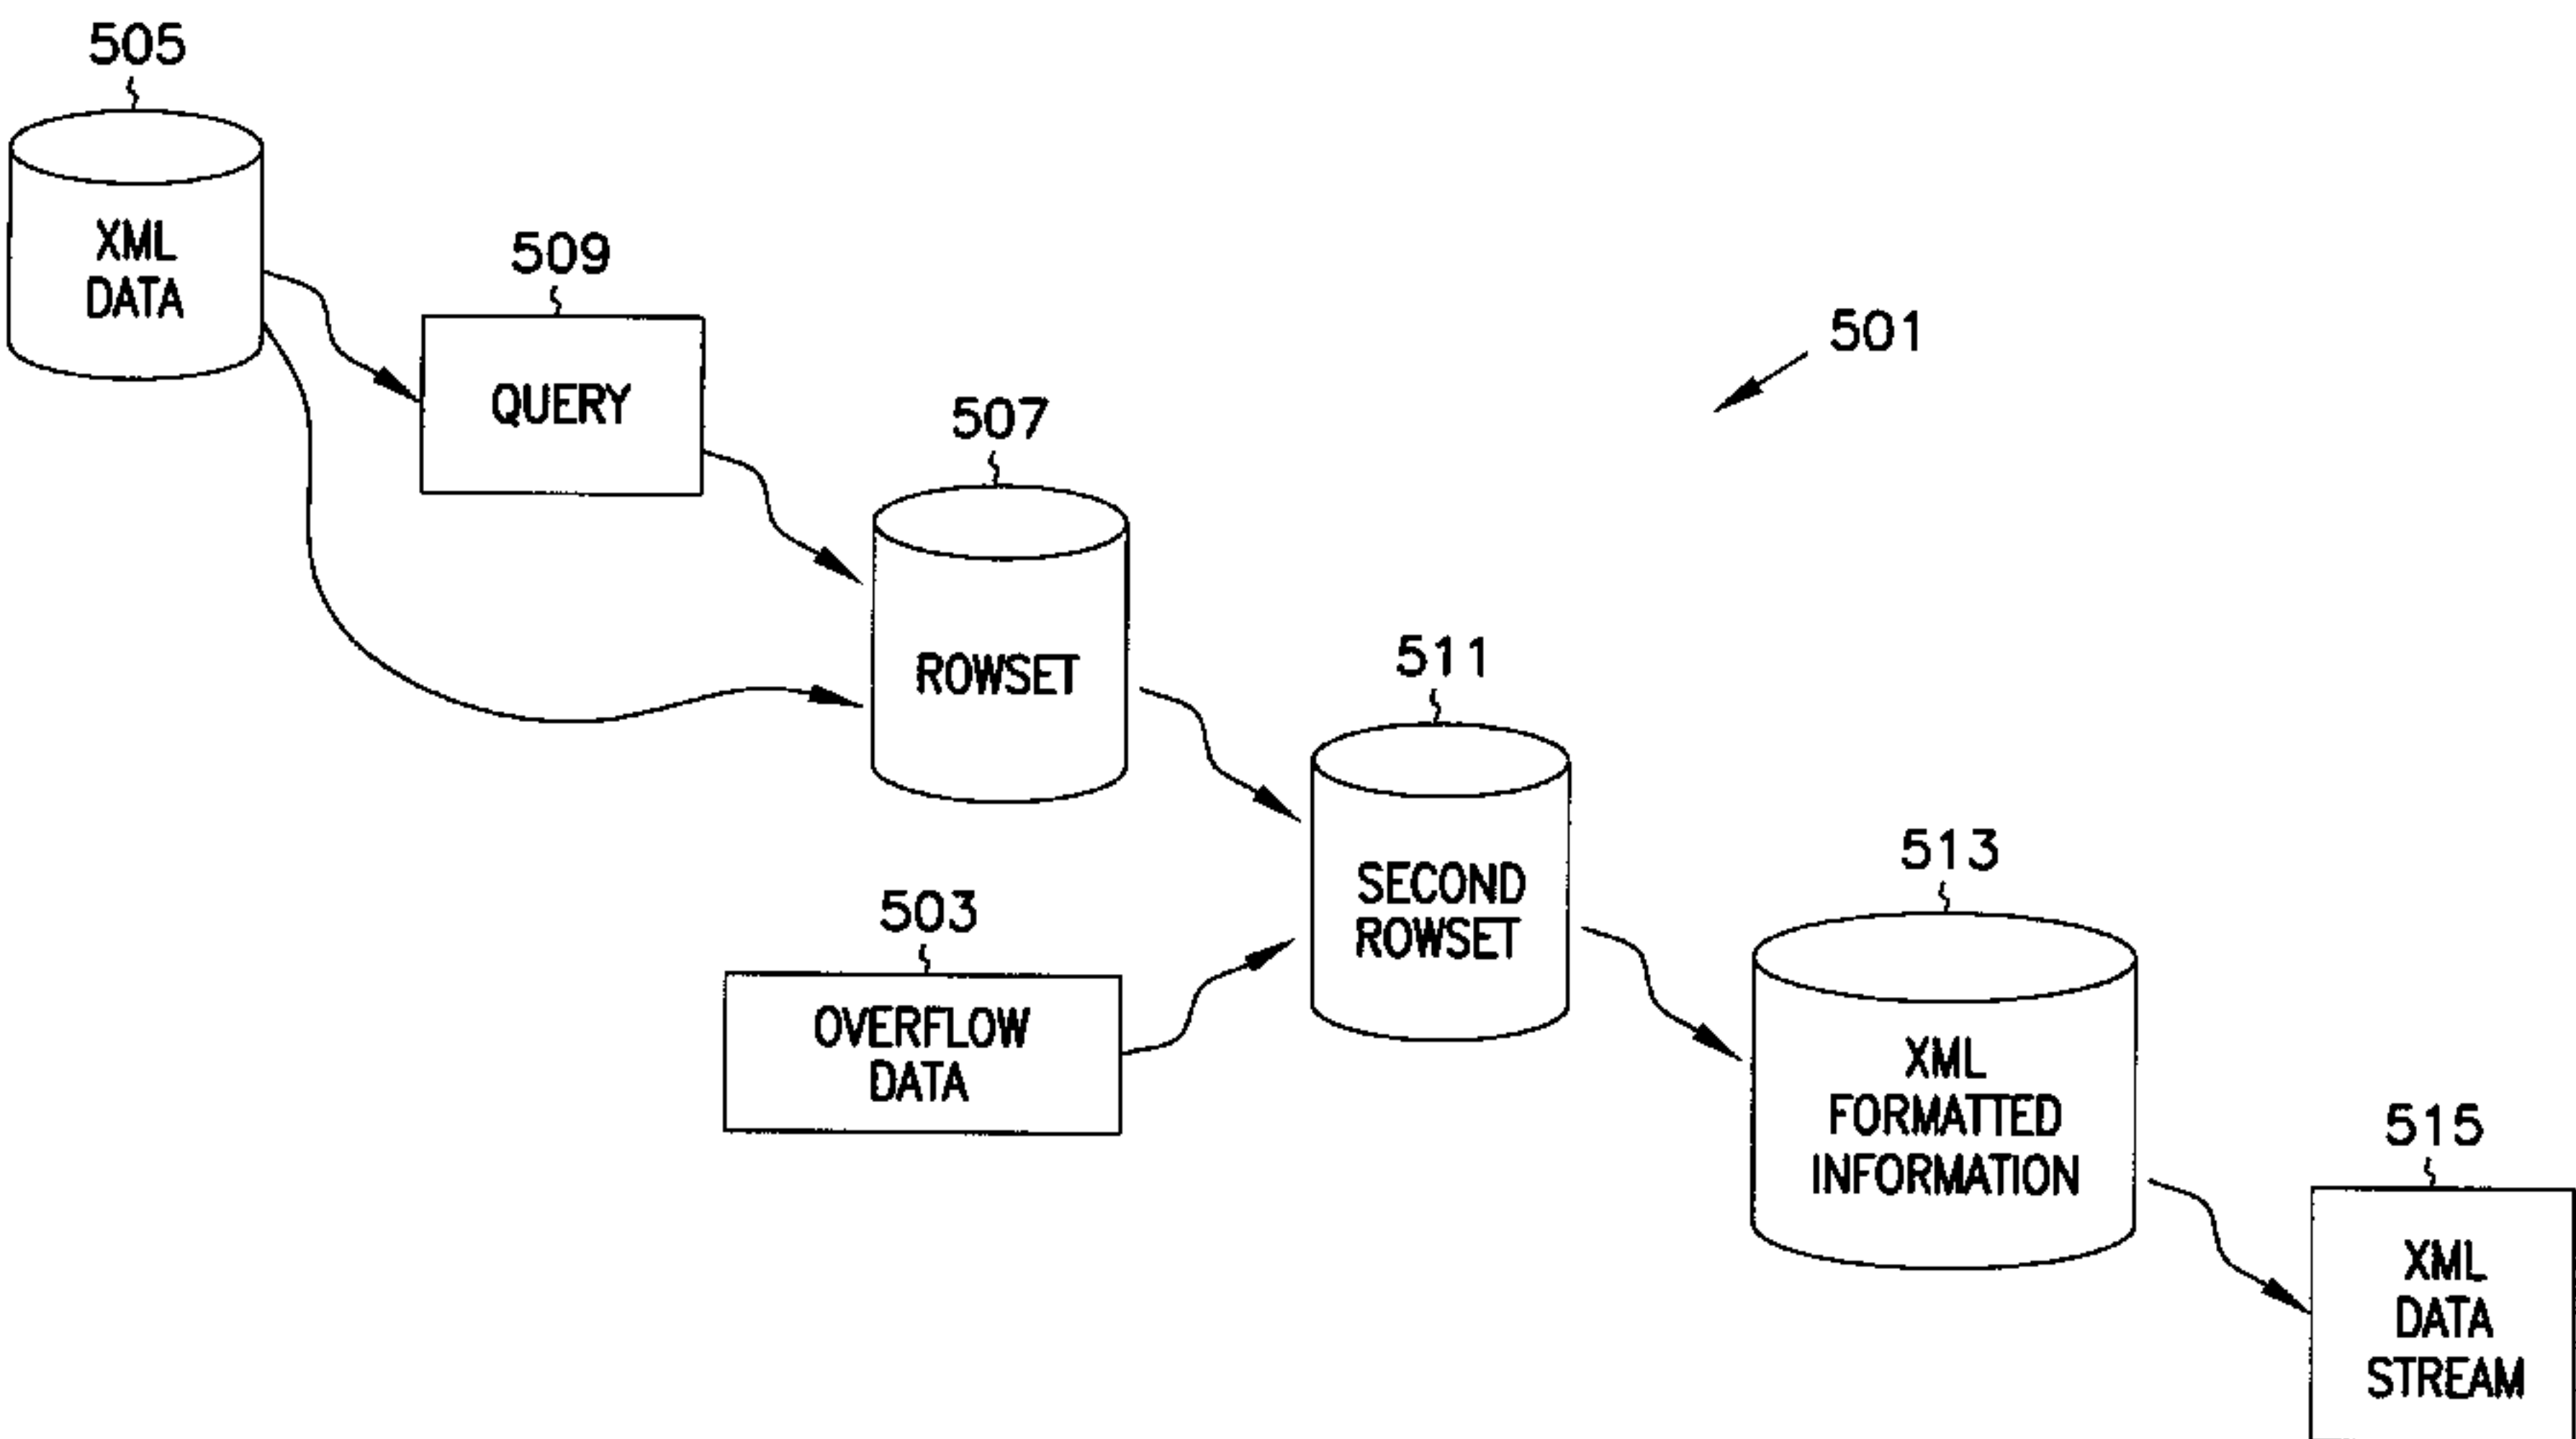 505
XML
DATA
509
QUERY
501
507
ROWSET
511
SECOND
ROWSET
503
OVERFLOW
DATA
513
XML
FORMATTED
INFORMATION
515
XML
DATA
STREAM